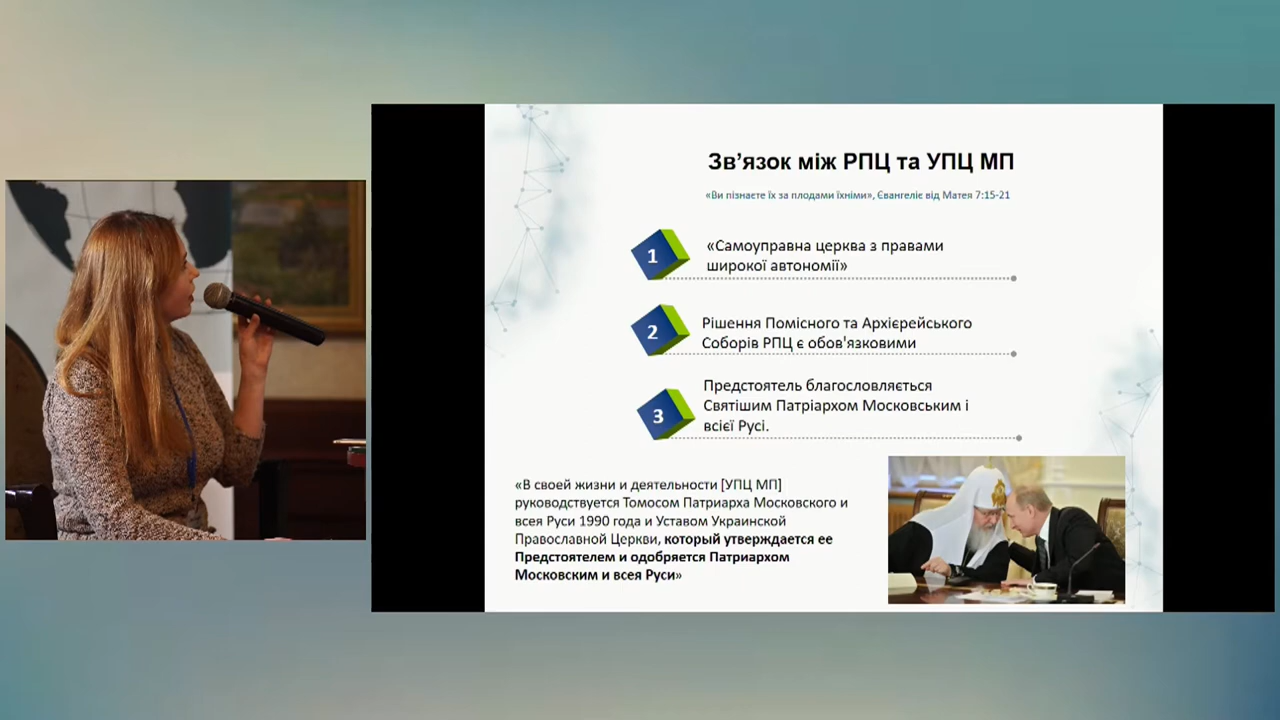 Зв’язок між РПЦ та УПЦ МП
«Ви пізнаєте їх за плодами їхніми», Євангеліє від Матея 7:15-21
1
«Самоуправна церква з правами
широкої автономії»
2
Рішення Помісного та Архієрейського
Соборів РПЦ є обов'язковими
3
Предстоятель благословляється
Святішим Патріархом Московським і
всієї Русі.
«В своей жизни и деятельности [УПЦ МП]
руководствуется Томосом Патриарха Московского и
всея Руси 1990 года и Уставом Украинской
Православной Церкви, который утверждается ее
Предстоятелем и одобряется Патриархом
Московским и всея Руси»